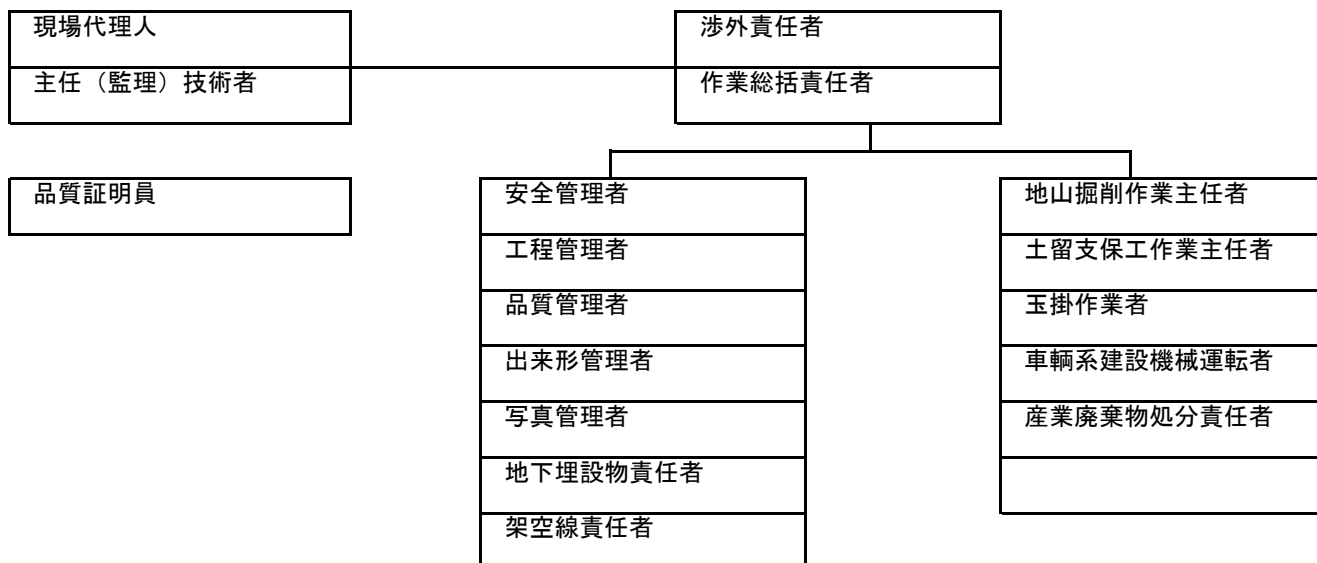 現場代理人
主任（監理）技術者
渉外責任者
作業総括責任者
品質証明員
安全管理者
工程管理者
品質管理者
出来形管理者
写真管理者
地下埋設物責任者
架空線責任者
地山掘削作業主任者
土留支保工作業主任者
玉掛作業者
車輌系建設機械運転者
産業廃棄物処分責任者